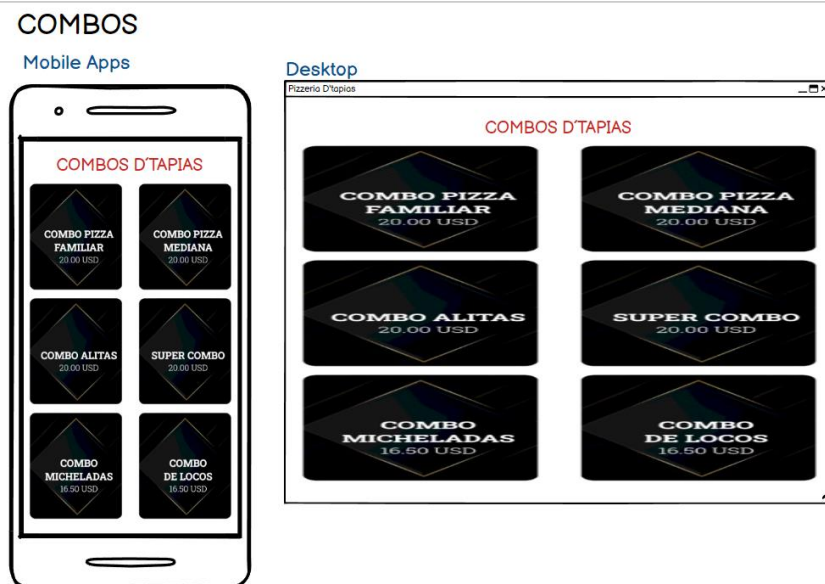 COMBOS
Mobile Apps
COMBOS D´TAPIAS
COMBO PIZZA
FAMILIAR
20.00 USD
COMBO PIZZA
MEDIANA
20.00 USD
COMBO ALITAS
20.00 USD
SUPER COMBO
20.00 USD
COMBO
MICHELADAS
16.50 USD
COMBO
DE LOCOS
16.50 USD
Desktop
Pizzeria D'tapias
COMBOS D´TAPIAS
COMBO PIZZA
FAMILIAR
20.00 USD
COMBO PIZZA
MEDIANA
20.00 USD
COMBO ALITAS
20.00 USD
SUPER COMBO
20.00 USD
COMBO
MICHELADAS
16.50 USD
COMBO
DE LOCOS
16.50 USD